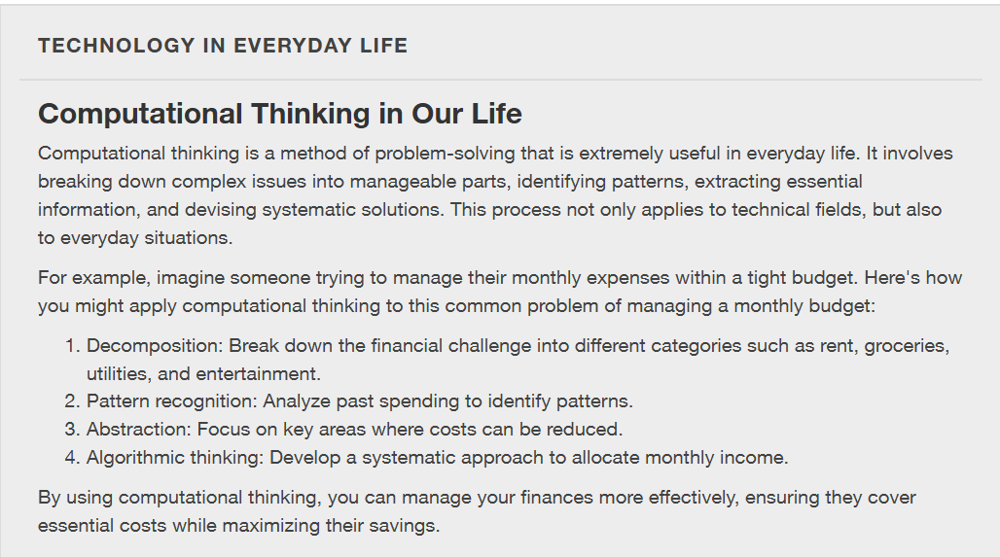 TECHNOLOGY IN EVERYDAY LIFE
Computational Thinking in Our Life
Computational thinking is a method of problem-solving that is extremely useful in everyday life. It involves
breaking down complex issues into manageable parts, identifying patterns, extracting essential
information, and devising systematic solutions. This process not only applies to technical fields, but also
to everyday situations.
For example, imagine someone trying to manage their monthly expenses within a tight budget. Here's how
you might apply computational thinking to this common problem of managing a monthly budget:
1. Decomposition: Break down the financial challenge into different categories such as rent, groceries,
utilities, and entertainment.
2. Pattern recognition: Analyze past spending to identify patterns.
3. Abstraction: Focus on key areas where costs can be reduced.
4. Algorithmic thinking: Develop a systematic approach to allocate monthly income.
By using computational thinking, you can manage your finances more effectively, ensuring they cover
essential costs while maximizing their savings.